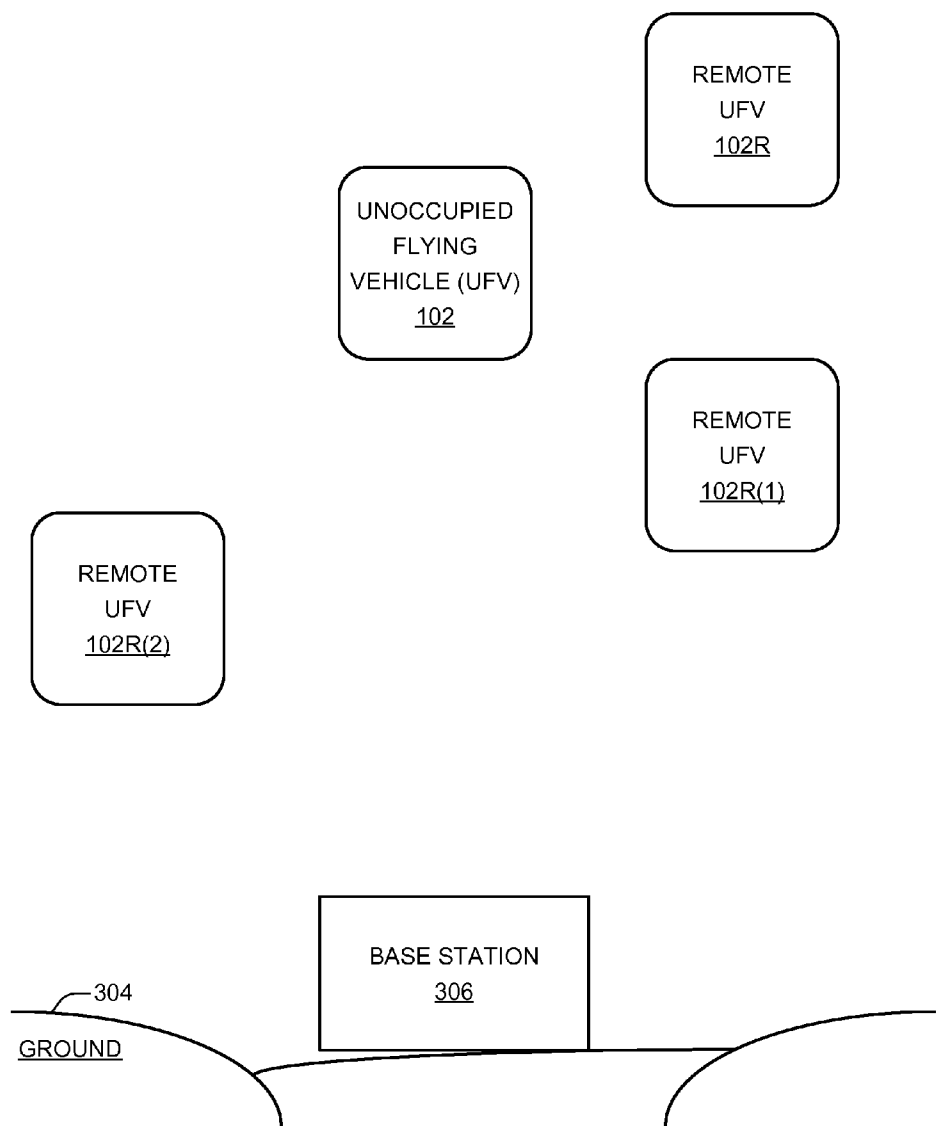 REMOTE
UFV
102R
UNOCCUPIED
FLYING
VEHICLE (UFV)
102
REMOTE
UFV
102R(1)
REMOTE
UFV
102R(2)
BASE STATION
306
304
GROUND